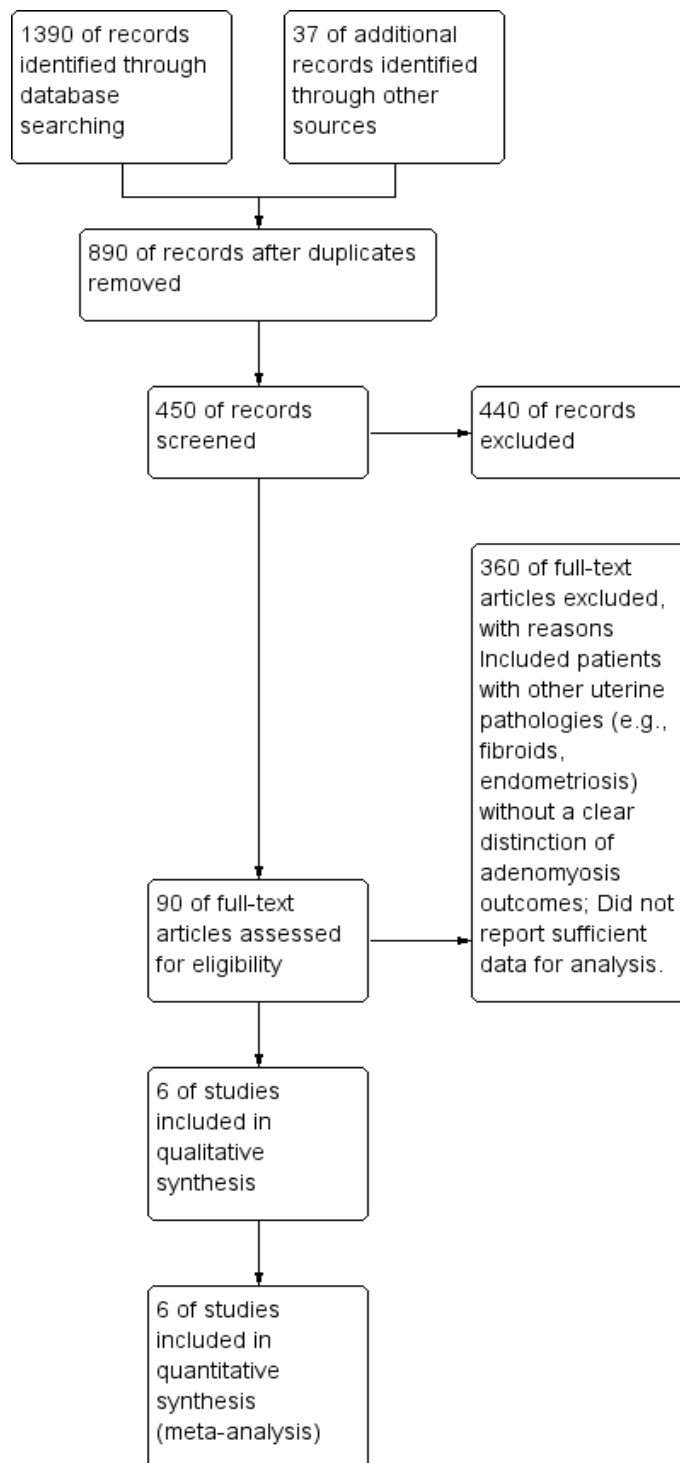 1390 of records
identified through
database
searching
37 of additional
records identified
through other
sources
890 of records after duplicates
removed
450 of records
screened
440 of records
excluded
360 of full-text
articles excluded,
with reasons
Included patients
with other uterine
pathologies (e.g.,
fibroids,
endometriosis)
without a clear
distinction of
adenomyosis
outcomes; Did not
report sufficient
data for analysis.
90 of full-text
articles assessed
for eligibility
6 of studies
included in
qualitative
synthesis
6 of studies
included in
quantitative
synthesis
(meta-analysis)